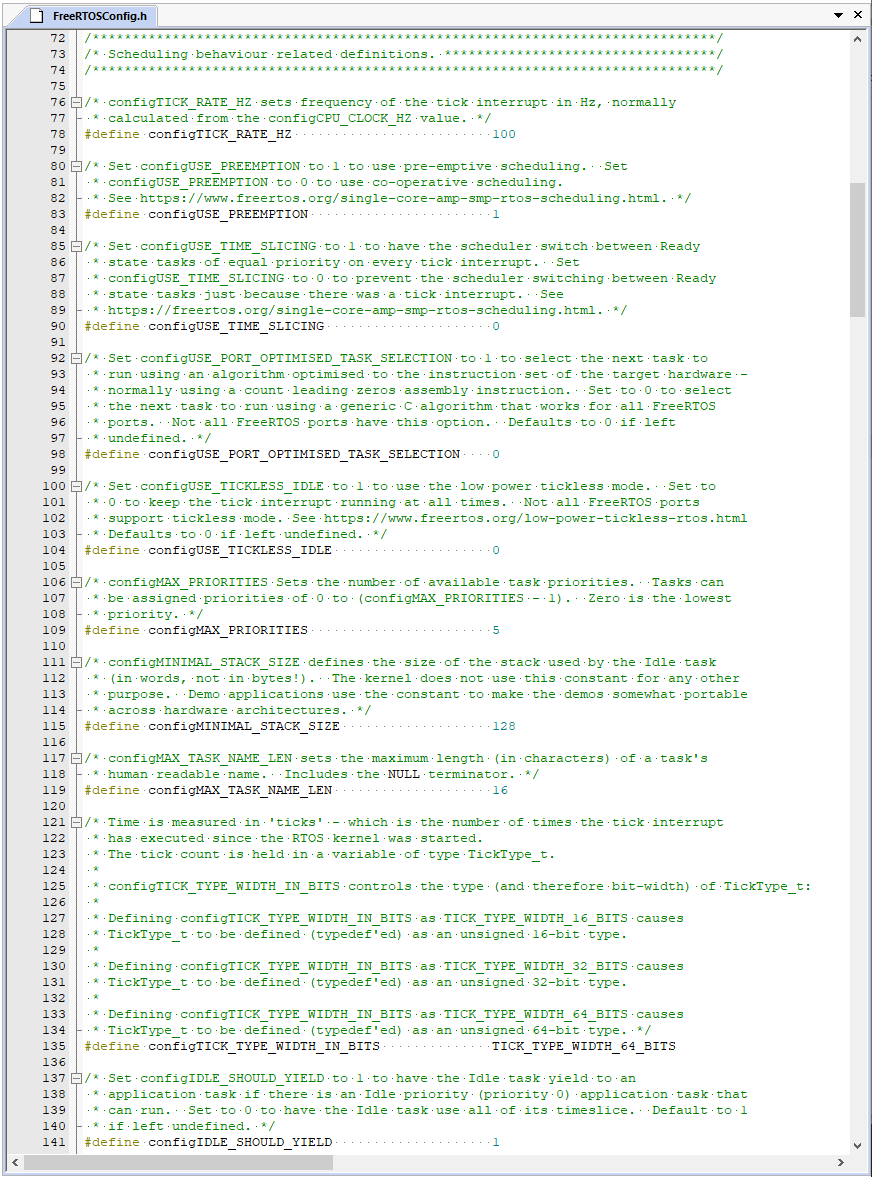 FreeRTOSConfig.h
72 /******************************************************************************/
73 /* Scheduling behaviour related definitions. **********************************/
74 /******************************************************************************/
75
76 /* configTICK_RATE_HZ sets frequency of the tick interrupt in Hz, normally
77 * calculated from the configCPU_CLOCK_HZ value. */
78 #define configTICK_RATE_HZ 100
79
80 /* Set configUSE_PREEMPTION to 1 to use pre-emptive scheduling. Set
81 * configUSE_PREEMPTION to 0 to use co-operative scheduling.
82 * See https://www.freertos.org/single-core-amp-smp-rtos-scheduling.html. */
83 #define configUSE_PREEMPTION 1
84
85 /* Set configUSE_TIME_SLICING to 1 to have the scheduler switch between Ready
86 * state tasks of equal priority on every tick interrupt. Set
87 * configUSE_TIME_SLICING to 0 to prevent the scheduler switching between Ready
88 * state tasks just because there was a tick interrupt. See
89 * https://freertos.org/single-core-amp-smp-rtos-scheduling.html. */
90 #define configUSE_TIME_SLICING 0
91
92 /* Set configUSE_PORT_OPTIMISED_TASK_SELECTION to 1 to select the next task to
93 * run using an algorithm optimised to the instruction set of the target hardware -
94 * normally using a count leading zeros assembly instruction. Set to 0 to select
95 * the next task to run using a generic C algorithm that works for all FreeRTOS
96 * ports. Not all FreeRTOS ports have this option. Defaults to 0 if left
97 * undefined. */
98 #define configUSE_PORT_OPTIMISED_TASK_SELECTION 0
99
100 /* Set configUSE_TICKLESS_IDLE to 1 to use the low power tickless mode. Set to
101 * 0 to keep the tick interrupt running at all times. Not all FreeRTOS ports
102 * support tickless mode. See https://www.freertos.org/low-power-tickless-rtos.html
103 * Defaults to 0 if left undefined. */
104 #define configUSE_TICKLESS_IDLE 0
105
106 /* configMAX_PRIORITIES Sets the number of available task priorities. Tasks can
107 * be assigned priorities of 0 to (configMAX_PRIORITIES - 1). Zero is the lowest
108 * priority. */
109 #define configMAX_PRIORITIES 5
110
111 /* configMINIMAL_STACK_SIZE defines the size of the stack used by the Idle task
112 * (in words, not in bytes!). The kernel does not use this constant for any other
113 * purpose. Demo applications use the constant to make the demos somewhat portable
114 * across hardware architectures. */
115 #define configMINIMAL_STACK_SIZE 128
116
117 /* configMAX_TASK_NAME_LEN sets the maximum length (in characters) of a task's
118 * human readable name. Includes the NULL terminator. */
119 #define configMAX_TASK_NAME_LEN 16
120
121 /* Time is measured in 'ticks' - which is the number of times the tick interrupt
122 * has executed since the RTOS kernel was started.
123 * The tick count is held in a variable of type TickType_t.
124 *
125 * configTICK_TYPE_WIDTH_IN_BITS controls the type (and therefore bit-width) of TickType_t:
126 *
127 * Defining configTICK_TYPE_WIDTH_IN_BITS as TICK_TYPE_WIDTH_16_BITS causes
128 * TickType_t to be defined (typedef'ed) as an unsigned 16-bit type.
129 *
130 * Defining configTICK_TYPE_WIDTH_IN_BITS as TICK_TYPE_WIDTH_32_BITS causes
131 * TickType_t to be defined (typedef'ed) as an unsigned 32-bit type.
132 *
133 * Defining configTICK_TYPE_WIDTH_IN_BITS as TICK_TYPE_WIDTH_64_BITS causes
134 * TickType_t to be defined (typedef'ed) as an unsigned 64-bit type. */
135 #define configTICK_TYPE_WIDTH_IN_BITS TICK_TYPE_WIDTH_64_BITS
136
137 /* Set configIDLE_SHOULD_YIELD to 1 to have the Idle task yield to an
138 * application task if there is an Idle priority (priority 0) application task that
139 * can run. Set to 0 to have the Idle task use all of its timeslice. Default to 1
140 * if left undefined. */
141 #define configIDLE_SHOULD_YIELD 1